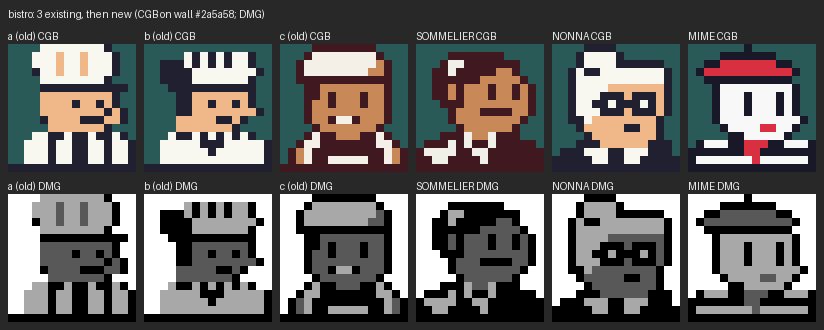 bistro: 3 existing, then new (CGB on wall #2a5a58; DMG)
a (old) CGB b (old) CGB c (old) CGB SOMMELIER CGB NONNA CGB MIME CGB
a (old) DMG b (old) DMG c (old) DMG SOMMELIER DMG NONNA DMG MIME DMG